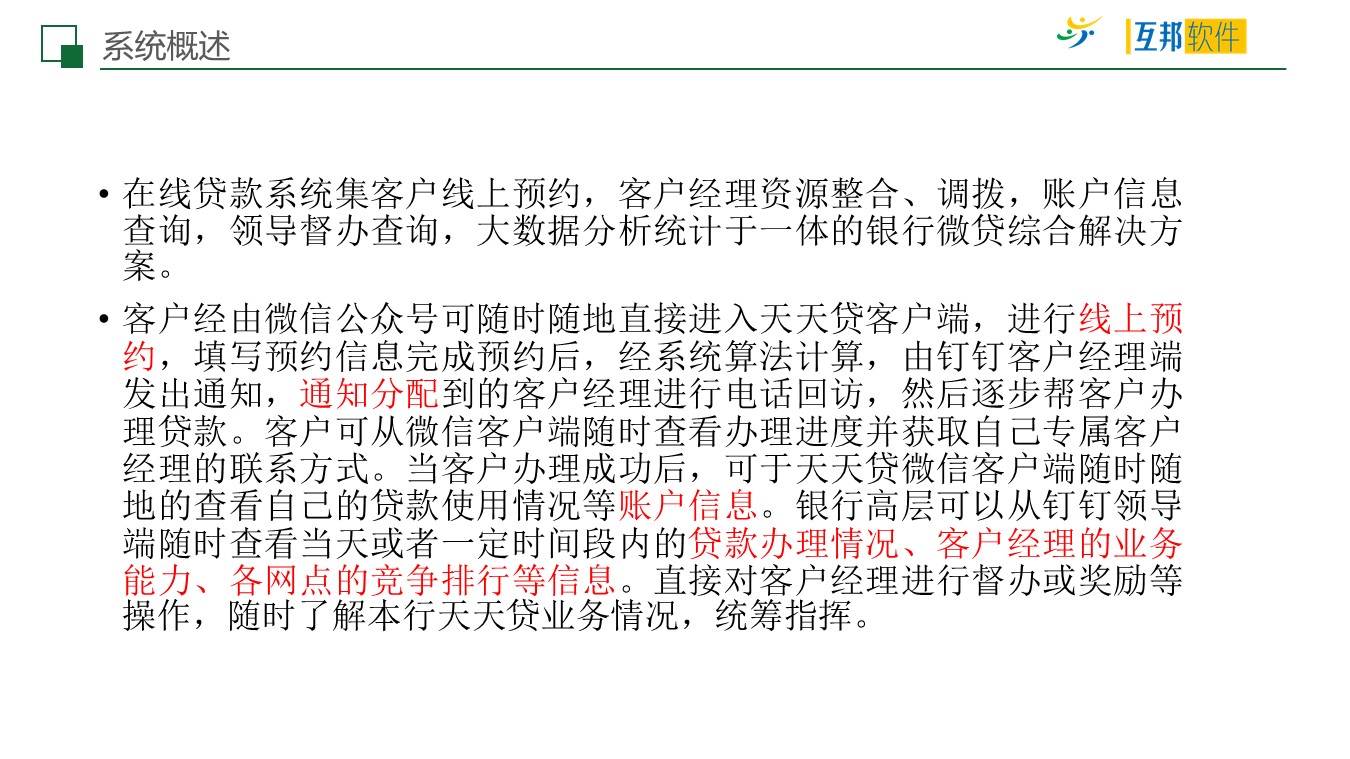 系统概述
互邦软件
• 在线贷款系统集客户线上预约，客户经理资源整合、调拨，账户信息
查询，领导督办查询，大数据分析统计于一体的银行微贷综合解决方
案。
• 客户经由微信公众号可随时随地直接进入天天贷客户端，进行线上预
约，填写预约信息完成预约后，经系统算法计算，由钉钉客户经理端
发出通知，通知分配到的客户经理进行电话回访，然后逐步帮客户办
理贷款。客户可从微信客户端随时查看办理进度并获取自己专属客户
经理的联系方式。当客户办理成功后，可于天天贷微信客户端随时随
地的查看自己的贷款使用情况等账户信息。银行高层可以从钉钉领导
端随时查看当天或者一定时间段内的贷款办理情况、客户经理的业务
能力、各网点的竞争排行等信息。直接对客户经理进行督办或奖励等
操作，随时了解本行天天贷业务情况，统筹指挥。